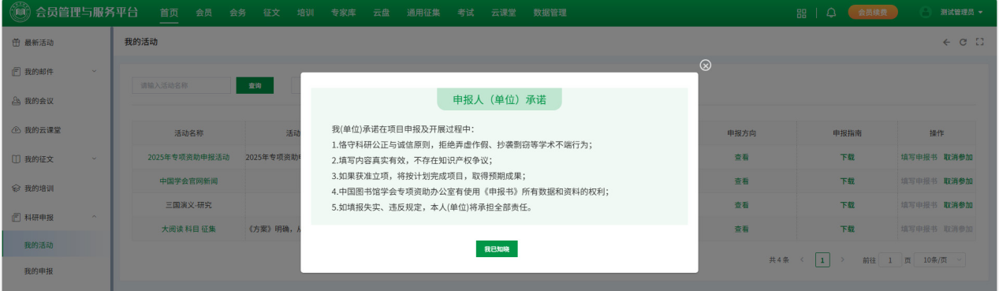 会员管理与服务平台 首页 会员 会务 征文 培训 专家库 云盘 通用征集 考试 云课堂 数据管理 会员续费 测试管理员
最新活动
我的邮件
我的会议
我的云课堂
我的征文
我的培训
科研申报
我的活动
我的申报
我的活动
请输入活动名称 查询
活动名称 活动 申报方向 申报指南 操作
2025年专项资助申报活动 2025年专项资助 查看 下载 填写申报书 取消参加
中国学会官网新闻 查看 下载 填写申报书 取消参加
三国演义-研究 查看 下载 填写申报书 取消参加
大阅读 科目 征集 《方案》明确，从 查看 下载 填写申报书 取消参加
共 4 条 1 前往 1 页 10条/页
申报人（单位）承诺
我(单位)承诺在项目申报及开展过程中：
1.恪守科研公正与诚信原则，拒绝弄虚作假、抄袭剽窃等学术不端行为；
2.填写内容真实有效，不存在知识产权争议；
3.如果获准立项，将按计划完成项目，取得预期成果；
4.中国图书馆学会专项资助办公室有使用《申报书》所有数据和资料的权利；
5.如填报失实、违反规定，本人(单位)将承担全部责任。
我已知晓